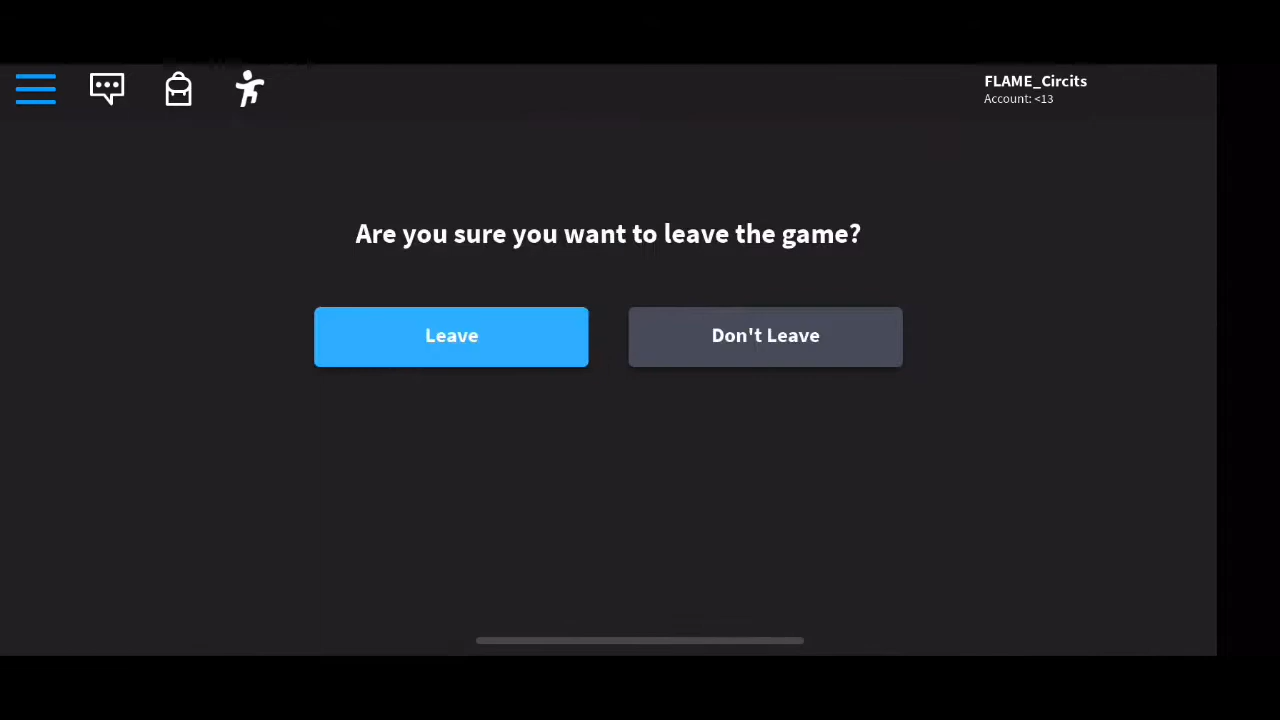 FLAME_Circits
Account: <13
Are you sure you want to leave the game?
Leave
Don't Leave